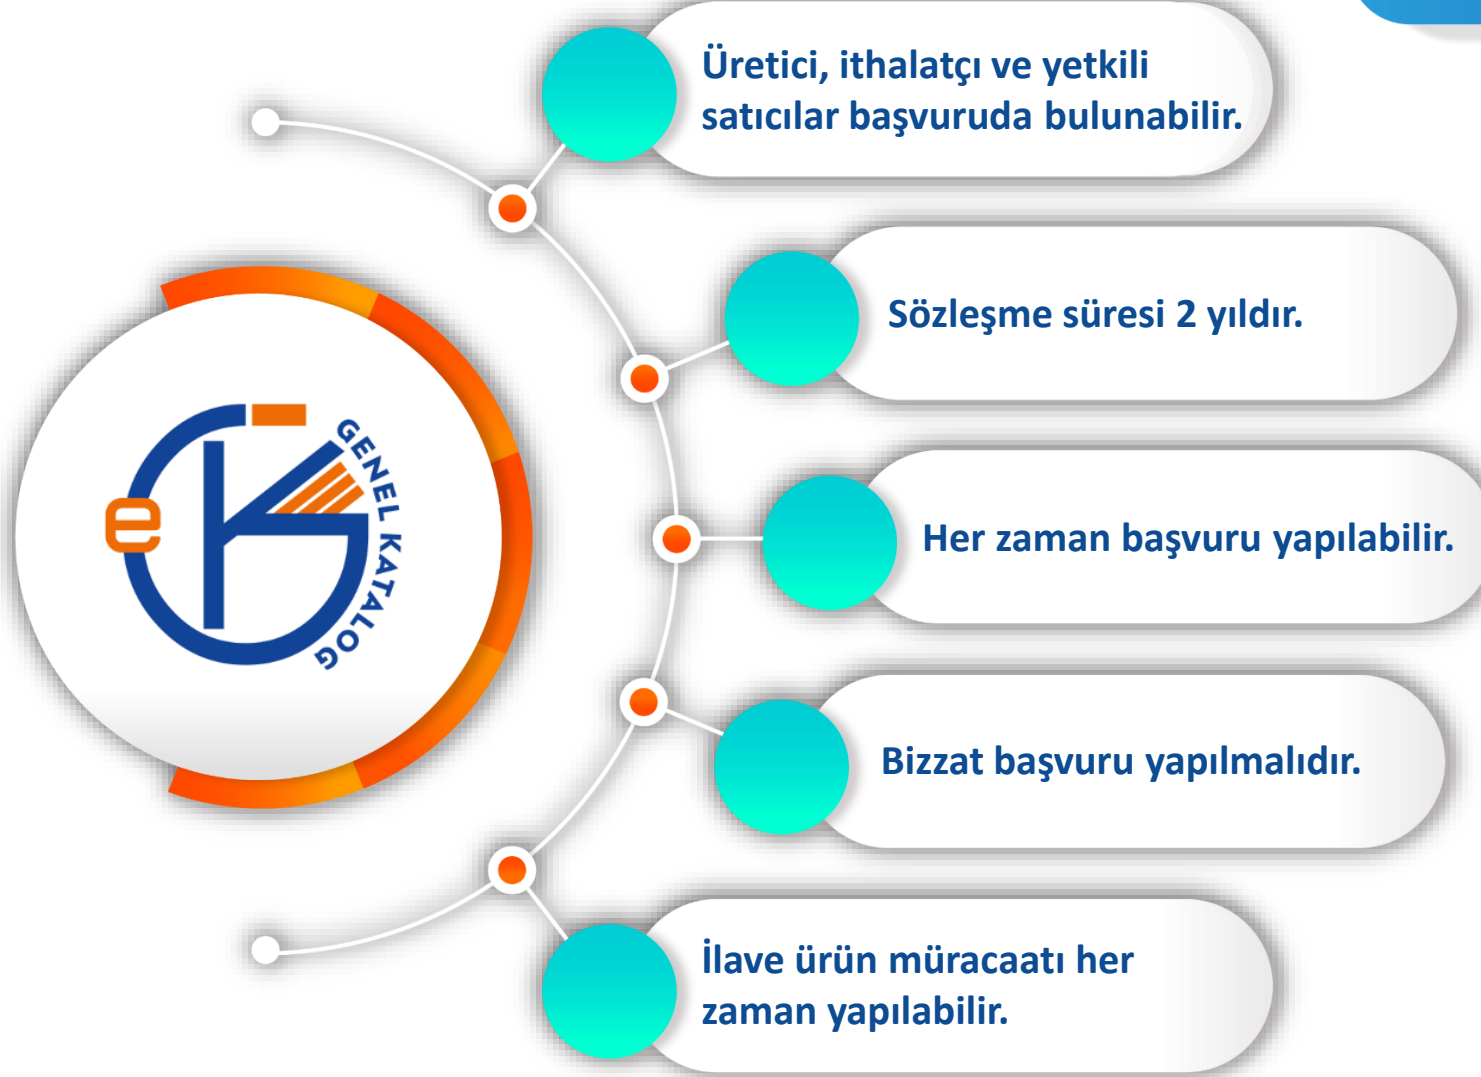 Üretici, ithalatçı ve yetkili
satıcılar başvuruda bulunabilir.
Sözleşme süresi 2 yıldır.
e
GK
GENEL KATALOG
Her zaman başvuru yapılabilir.
Bizzat başvuru yapılmalıdır.
İlave ürün müracaatı her
zaman yapılabilir.